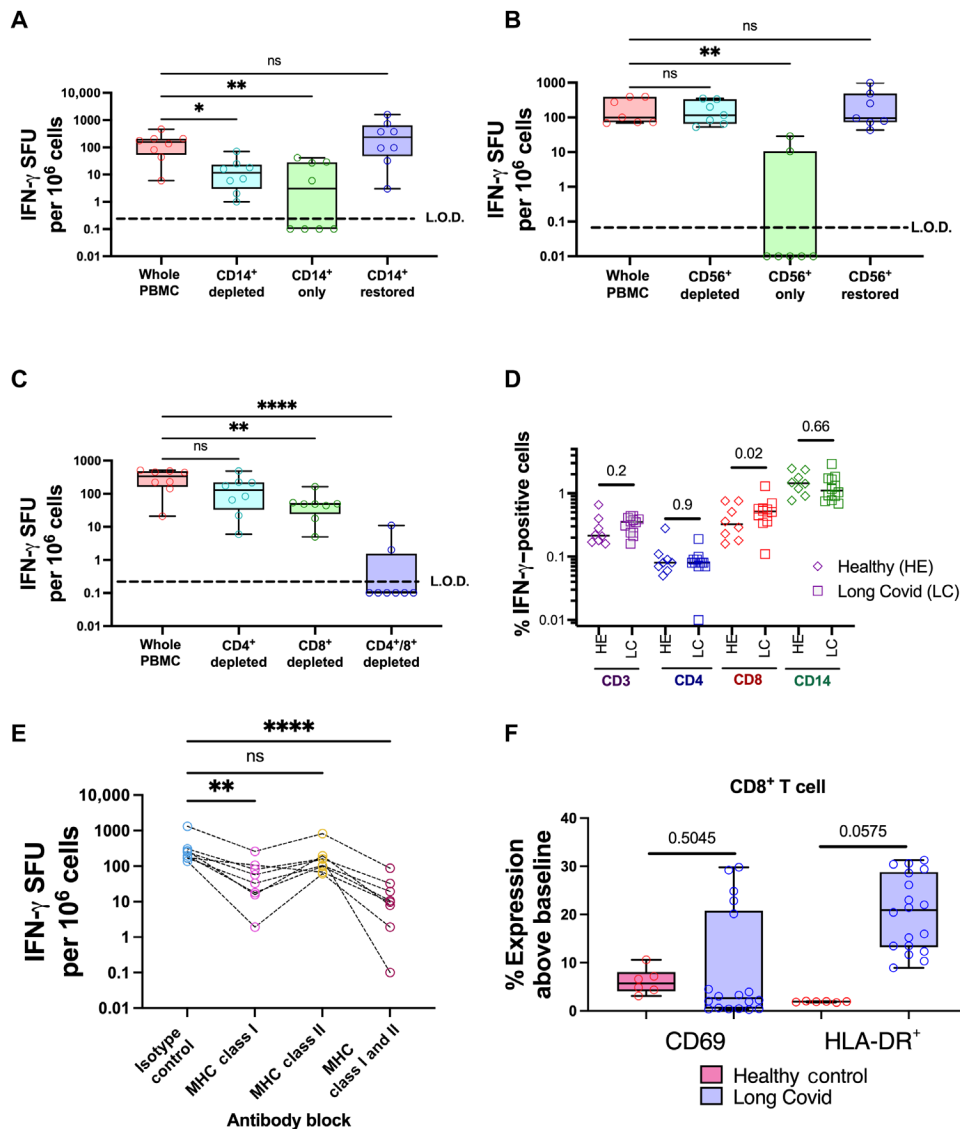 A
ns
**
*
IFN-γ SFU
per 10⁶ cells
10,000
1000
100
10
1
0.1
0.01
L.O.D.
Whole
PBMC
CD14⁺
depleted
CD14⁺
only
CD14⁺
restored
B
ns
**
ns
IFN-γ SFU
per 10⁶ cells
1000
100
10
1
0.1
0.01
L.O.D.
Whole
PBMC
CD56⁺
depleted
CD56⁺
only
CD56⁺
restored
C
****
**
ns
IFN-γ SFU
per 10⁶ cells
1000
100
10
1
0.1
0.01
L.O.D.
Whole
PBMC
CD4⁺
depleted
CD8⁺
depleted
CD4⁺/8⁺
depleted
D
% IFN-γ–positive cells
10
1
0.1
0.01
0.2
0.9
0.02
0.66
Healthy (HE)
Long Covid (LC)
HE
LC
HE
LC
HE
LC
HE
LC
CD3
CD4
CD8
CD14
E
****
ns
**
IFN-γ SFU
per 10⁶ cells
10,000
1000
100
10
1
0.1
0.01
Isotype
control
MHC class I
MHC class II
MHC
class I and II
Antibody block
F
CD8⁺ T cell
% Expression
above baseline
40
30
20
10
0
0.5045
0.0575
CD69
HLA-DR⁺
Healthy control
Long Covid